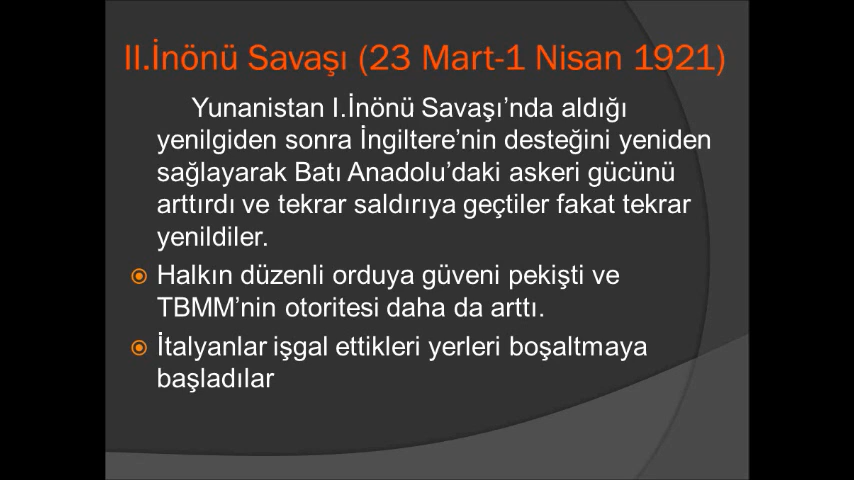 II.İnönü Savaşı (23 Mart-1 Nisan 1921)
Yunanistan I.İnönü Savaşı’nda aldığı
yenilgiden sonra İngiltere’nin desteğini yeniden
sağlayarak Batı Anadolu’daki askeri gücünü
arttırdı ve tekrar saldırıya geçtiler fakat tekrar
yenildiler.
Halkın düzenli orduya güveni pekişti ve
TBMM’nin otoritesi daha da arttı.
İtalyanlar işgal ettikleri yerleri boşaltmaya
başladılar